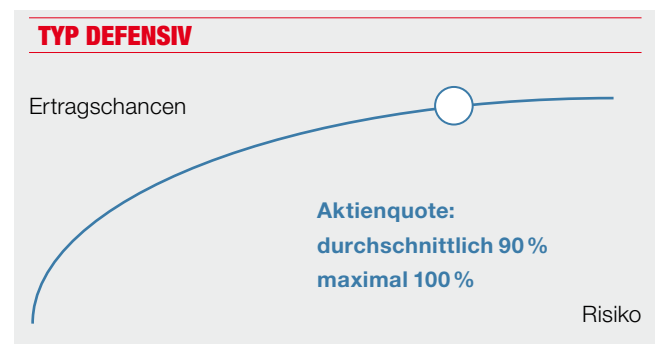 TYP DEFENSIV
Ertragschancen
Aktienquote:
durchschnittlich 90 %
maximal 100 %
Risiko